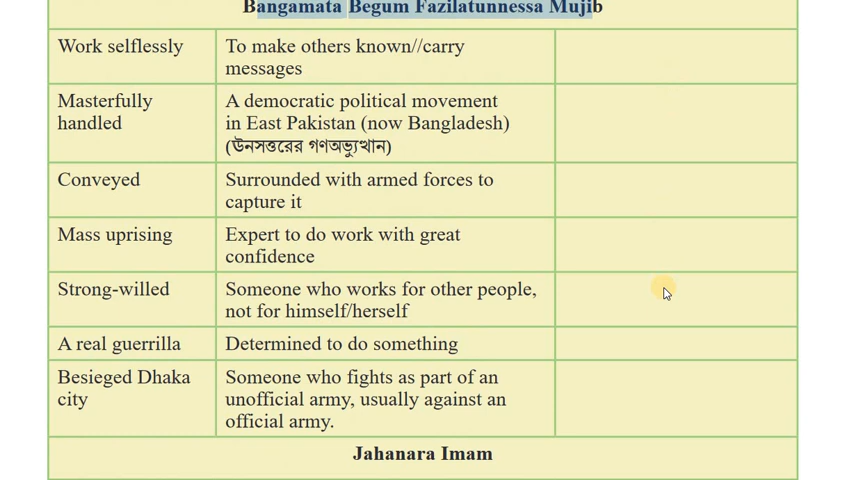 Bangamata Begum Fazilatunnessa Mujib
Work selflessly
To make others known//carry
messages
Masterfully
handled
A democratic political movement
in East Pakistan (now Bangladesh)
(ঊনসত্তরের গণঅভ্যুত্থান)
Conveyed
Surrounded with armed forces to
capture it
Mass uprising
Expert to do work with great
confidence
Strong-willed
Someone who works for other people,
not for himself/herself
A real guerrilla
Determined to do something
Besieged Dhaka
city
Someone who fights as part of an
unofficial army, usually against an
official army.
Jahanara Imam